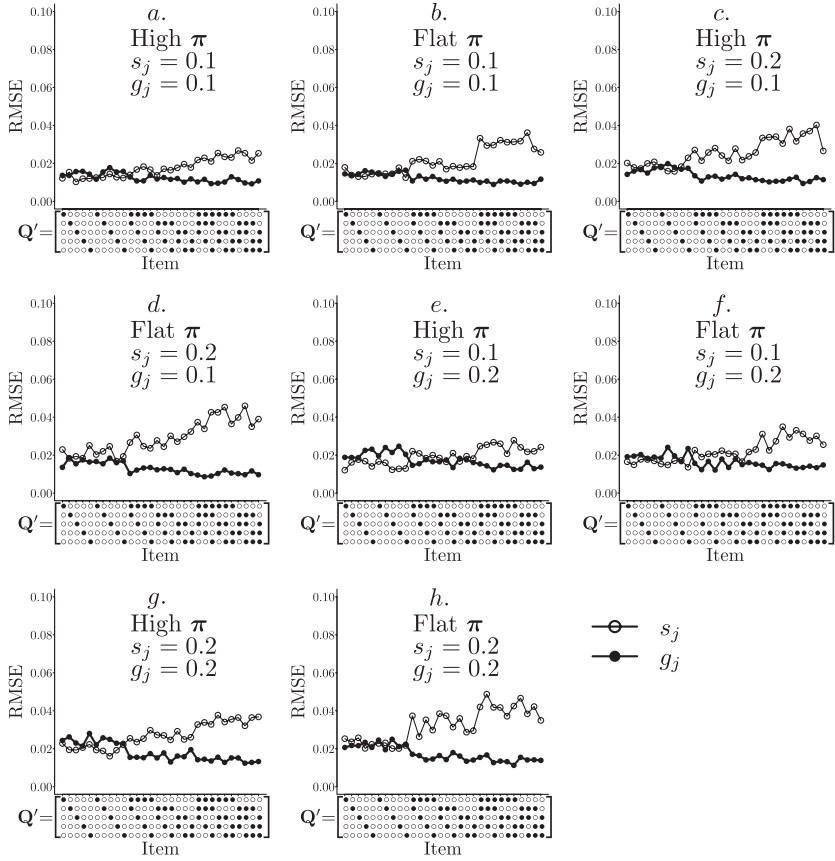 a.
High π
s_j = 0.1
g_j = 0.1
0.10
0.08
0.06
0.04
0.02
0.00
RMSE
Q′=
Item
b.
Flat π
s_j = 0.1
g_j = 0.1
0.10
0.08
0.06
0.04
0.02
0.00
RMSE
Q′=
Item
c.
High π
s_j = 0.2
g_j = 0.1
0.10
0.08
0.06
0.04
0.02
0.00
RMSE
Q′=
Item
d.
Flat π
s_j = 0.2
g_j = 0.1
0.10
0.08
0.06
0.04
0.02
0.00
RMSE
Q′=
Item
e.
High π
s_j = 0.1
g_j = 0.2
0.10
0.08
0.06
0.04
0.02
0.00
RMSE
Q′=
Item
f.
Flat π
s_j = 0.1
g_j = 0.2
0.10
0.08
0.06
0.04
0.02
0.00
RMSE
Q′=
Item
g.
High π
s_j = 0.2
g_j = 0.2
0.10
0.08
0.06
0.04
0.02
0.00
RMSE
Q′=
Item
h.
Flat π
s_j = 0.2
g_j = 0.2
0.10
0.08
0.06
0.04
0.02
0.00
RMSE
Q′=
Item
s_j
g_j